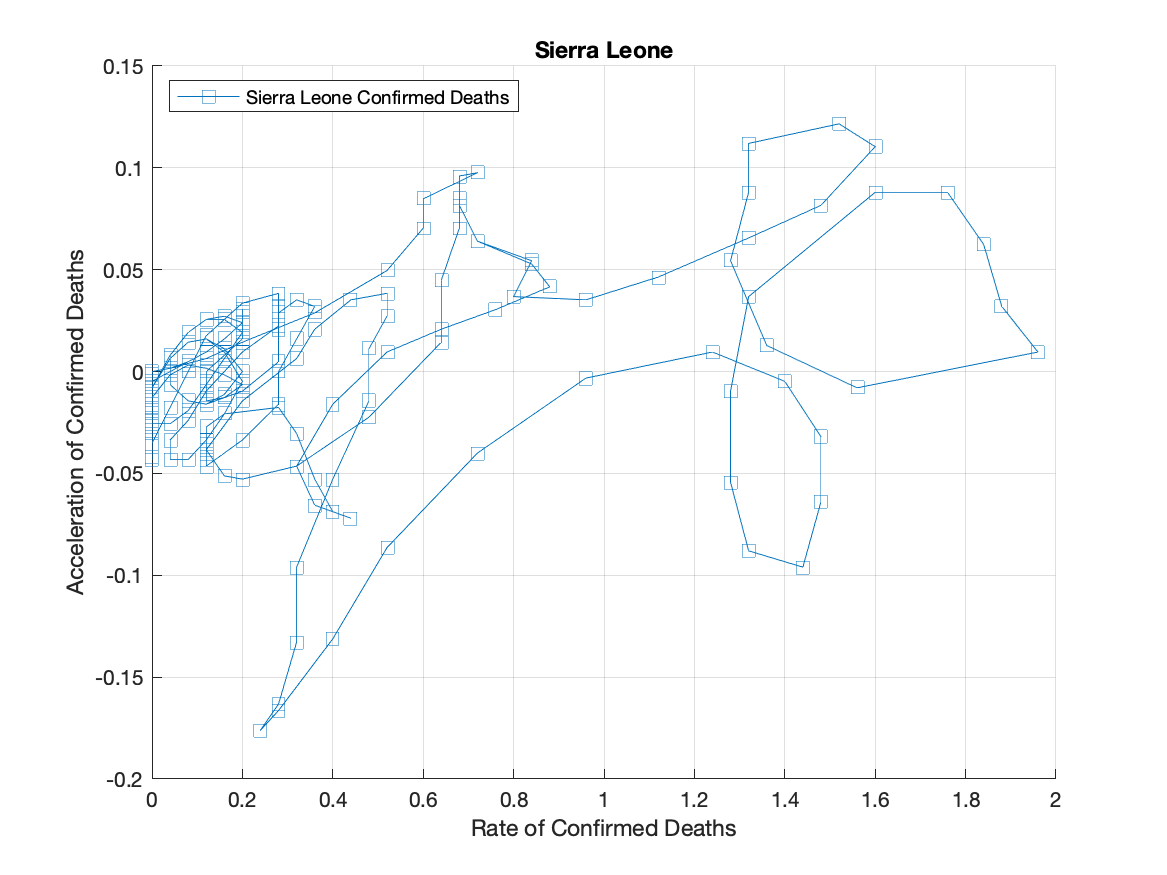 Sierra Leone
Sierra Leone Confirmed Deaths
0.15
0.1
0.05
0
-0.05
-0.1
-0.15
-0.2
Acceleration of Confirmed Deaths
0 0.2 0.4 0.6 0.8 1 1.2 1.4 1.6 1.8 2
Rate of Confirmed Deaths